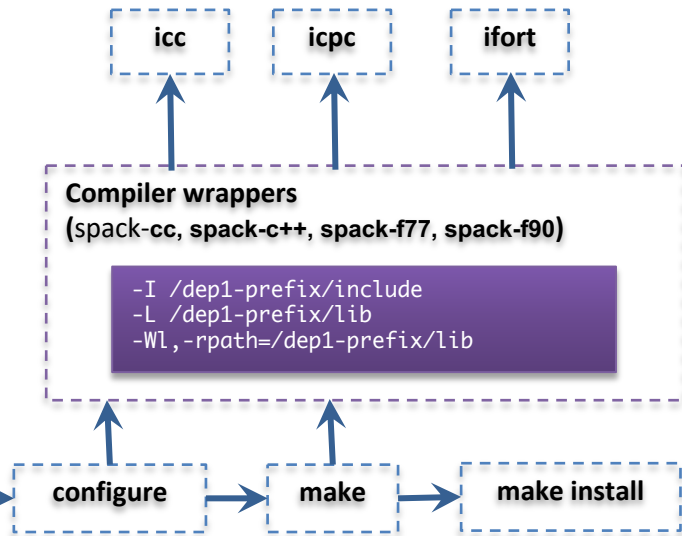 icc icpc ifort
Compiler wrappers
(spack-cc, spack-c++, spack-f77, spack-f90)
-I /dep1-prefix/include
-L /dep1-prefix/lib
-Wl,-rpath=/dep1-prefix/lib
configure make make install